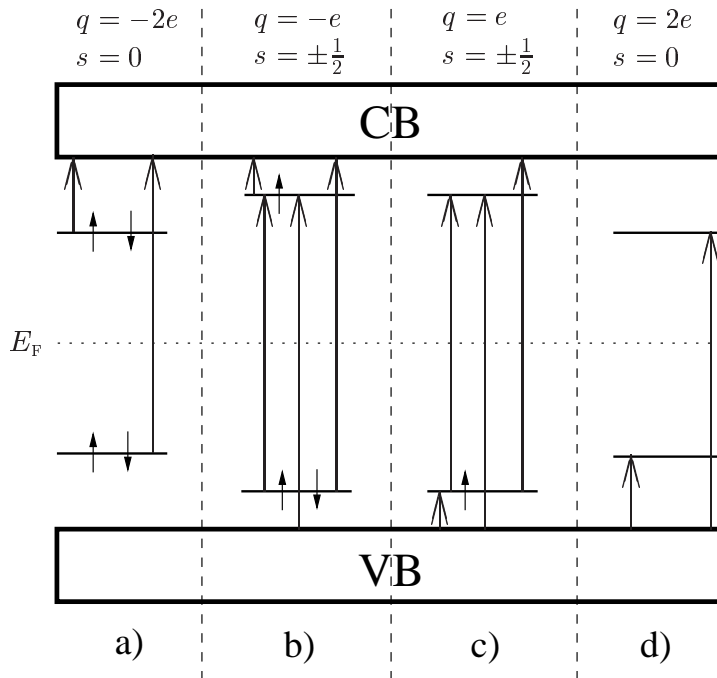 q = −2e q = −e q = e q = 2e
s = 0 s = ±1/2 s = ±1/2 s = 0
CB
E_F
VB
a) b) c) d)